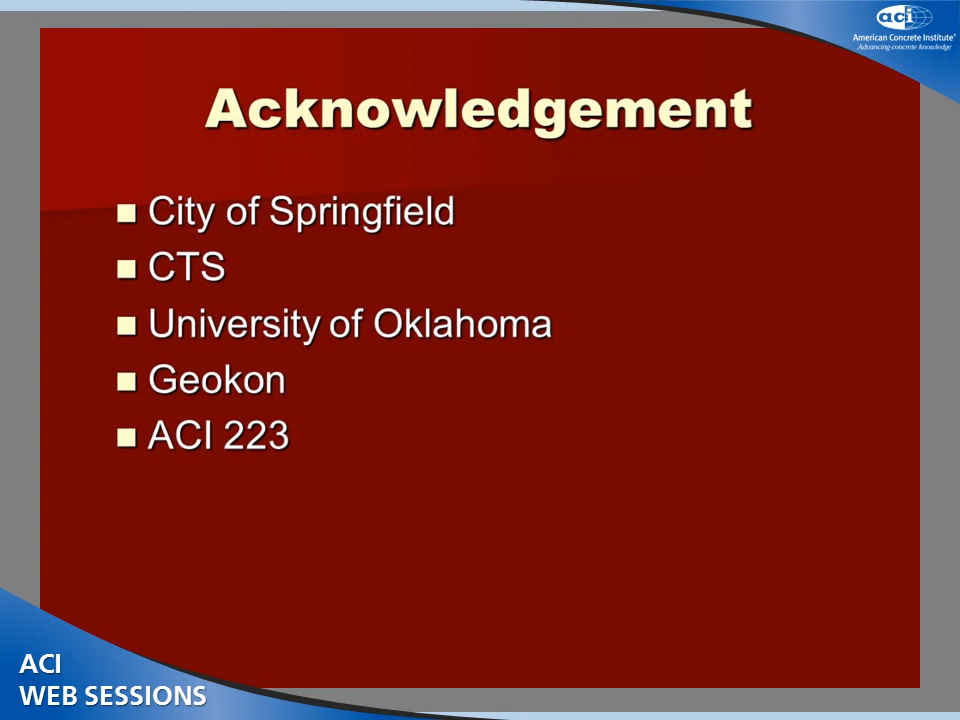 aci
American Concrete Institute®
Advancing concrete knowledge
Acknowledgement
City of Springfield
CTS
University of Oklahoma
Geokon
ACI 223
ACI
WEB SESSIONS